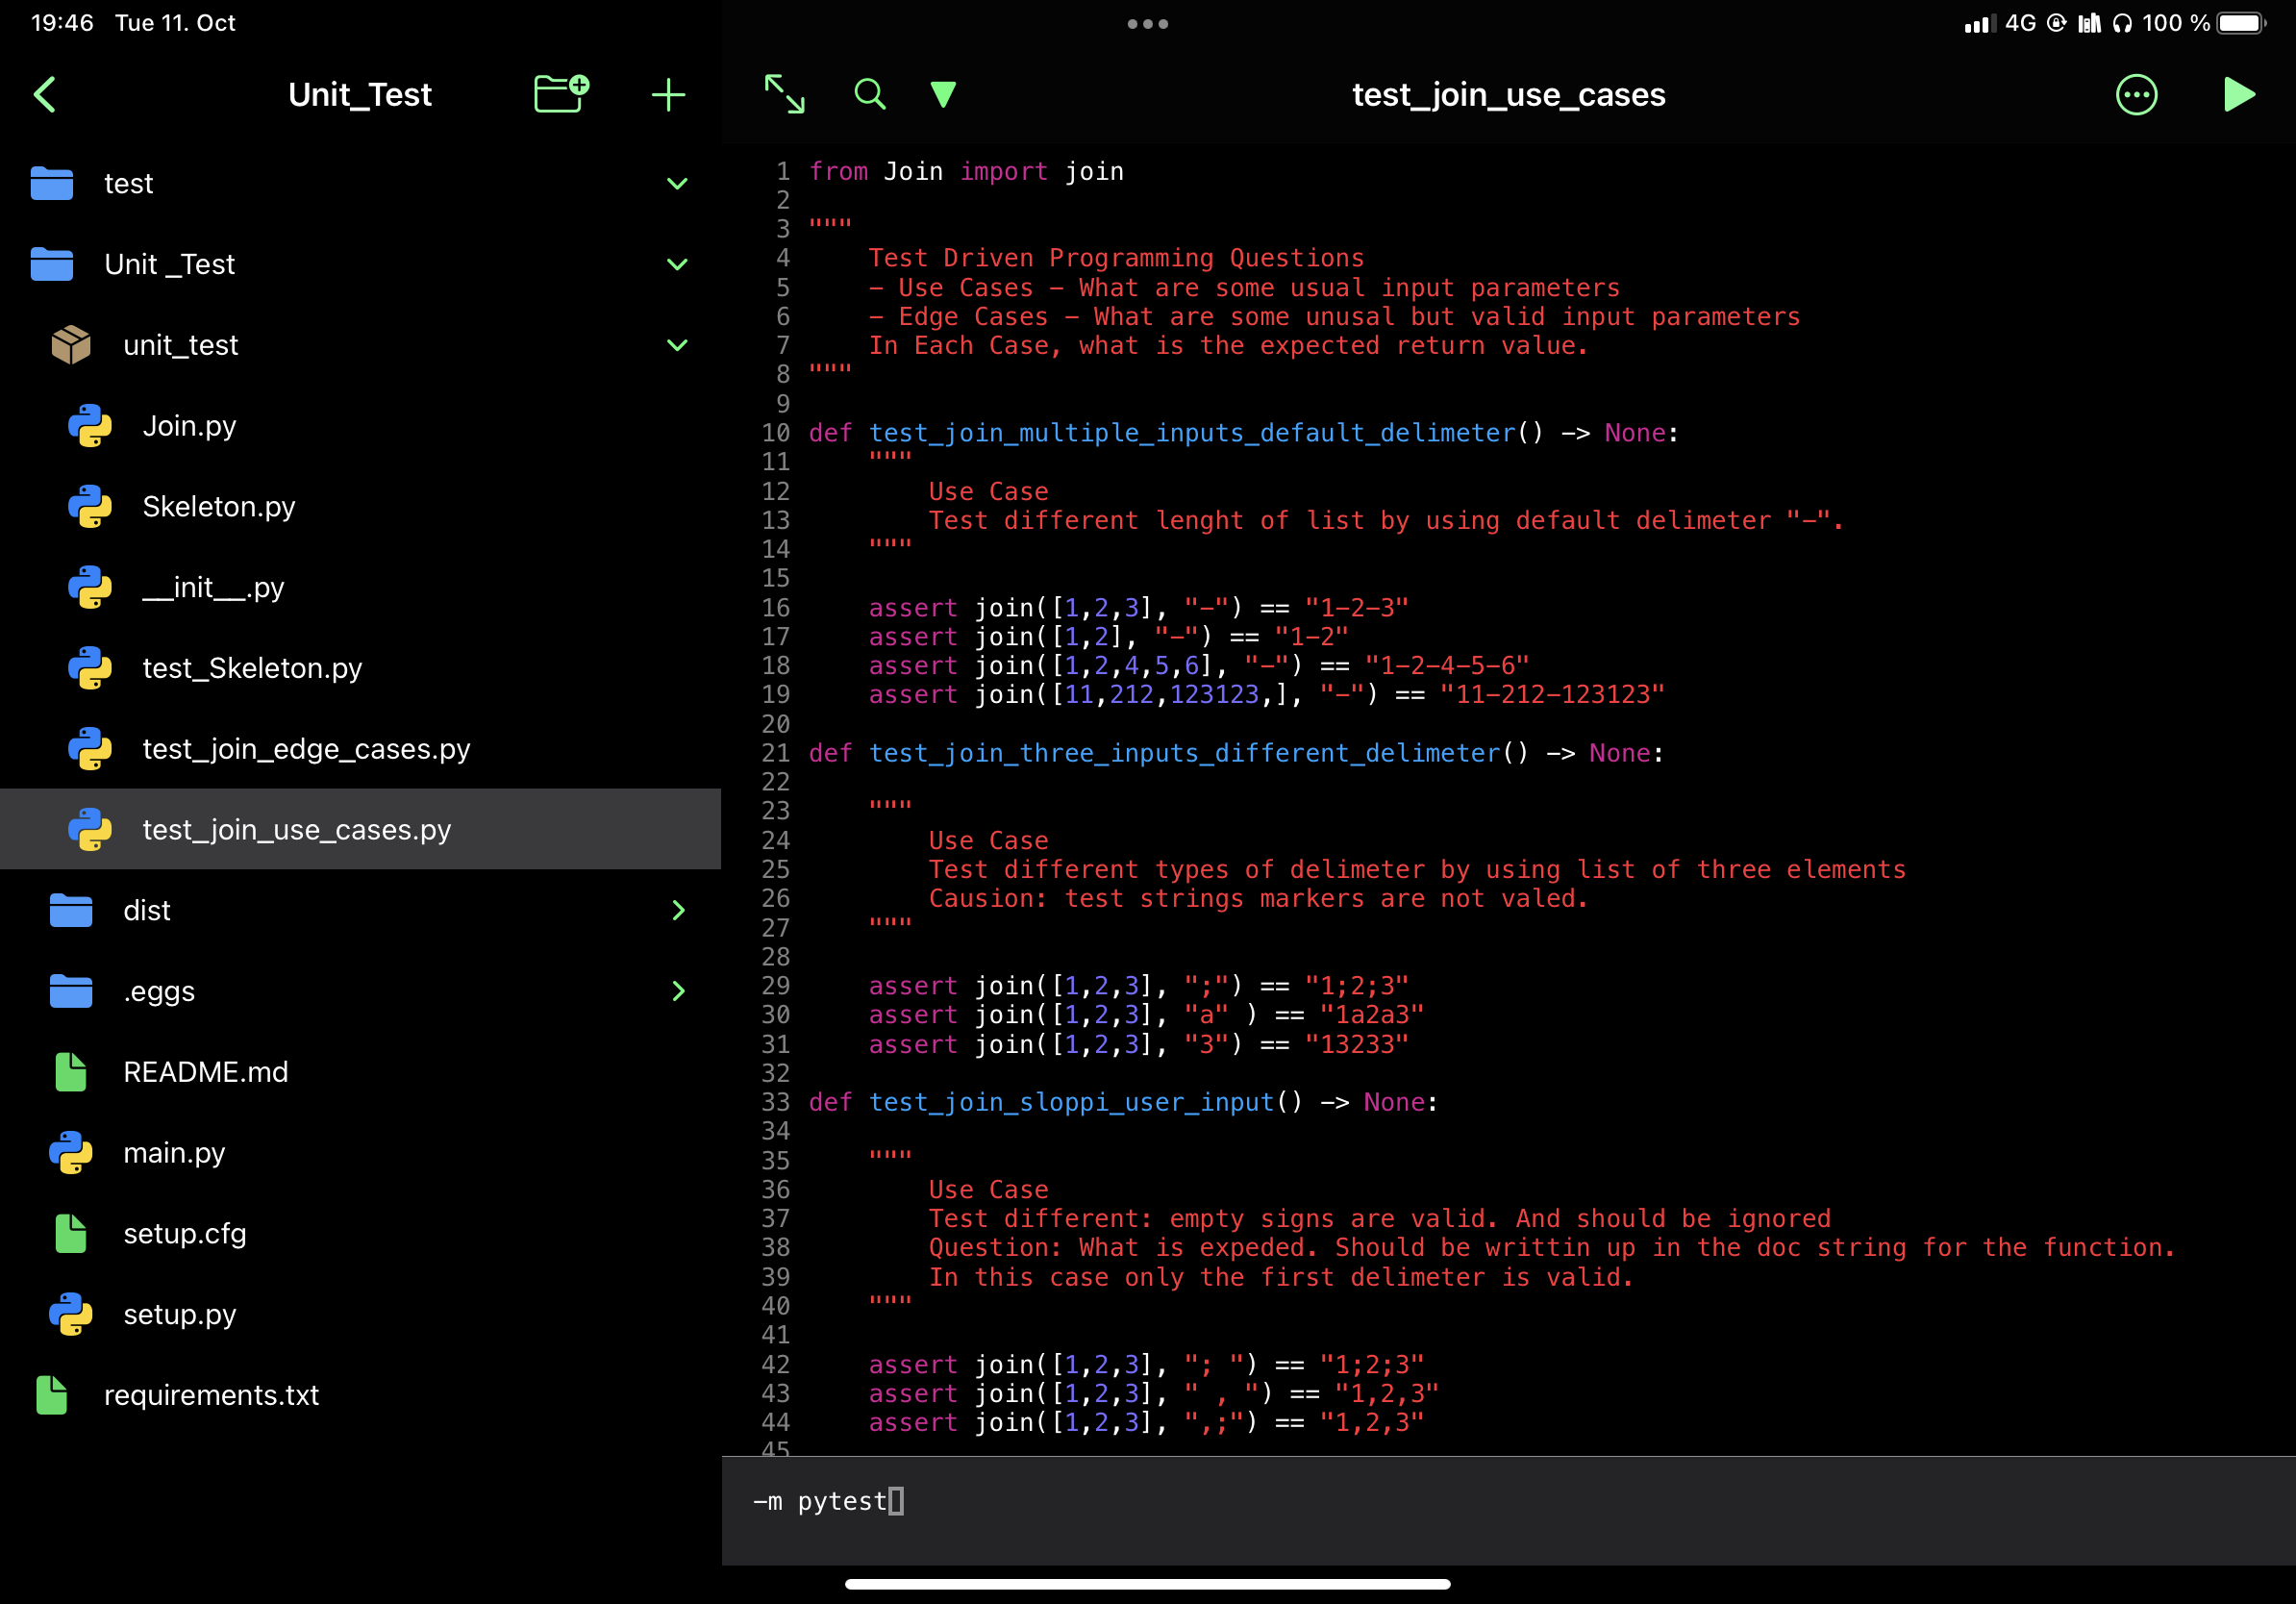 19:46 Tue 11. Oct
4G 100 %
Unit_Test
test
Unit _Test
unit_test
Join.py
Skeleton.py
__init__.py
test_Skeleton.py
test_join_edge_cases.py
test_join_use_cases.py
dist
.eggs
README.md
main.py
setup.cfg
setup.py
requirements.txt
test_join_use_cases
1 from Join import join
2
3 """
4     Test Driven Programming Questions
5     - Use Cases - What are some usual input parameters
6     - Edge Cases - What are some unusal but valid input parameters
7     In Each Case, what is the expected return value.
8 """
9
10 def test_join_multiple_inputs_default_delimeter() -> None:
11     """
12         Use Case
13         Test different lenght of list by using default delimeter "-".
14     """
15
16     assert join([1,2,3], "-") == "1-2-3"
17     assert join([1,2], "-") == "1-2"
18     assert join([1,2,4,5,6], "-") == "1-2-4-5-6"
19     assert join([11,212,123123,], "-") == "11-212-123123"
20
21 def test_join_three_inputs_different_delimeter() -> None:
22
23     """
24         Use Case
25         Test different types of delimeter by using list of three elements
26         Causion: test strings markers are not valed.
27     """
28
29     assert join([1,2,3], ";") == "1;2;3"
30     assert join([1,2,3], "a" ) == "1a2a3"
31     assert join([1,2,3], "3") == "13233"
32
33 def test_join_sloppi_user_input() -> None:
34
35     """
36         Use Case
37         Test different: empty signs are valid. And should be ignored
38         Question: What is expeded. Should be writtin up in the doc string for the function.
39         In this case only the first delimeter is valid.
40     """
41
42     assert join([1,2,3], "; ") == "1;2;3"
43     assert join([1,2,3], " , ") == "1,2,3"
44     assert join([1,2,3], ",;") == "1,2,3"
45
-m pytest